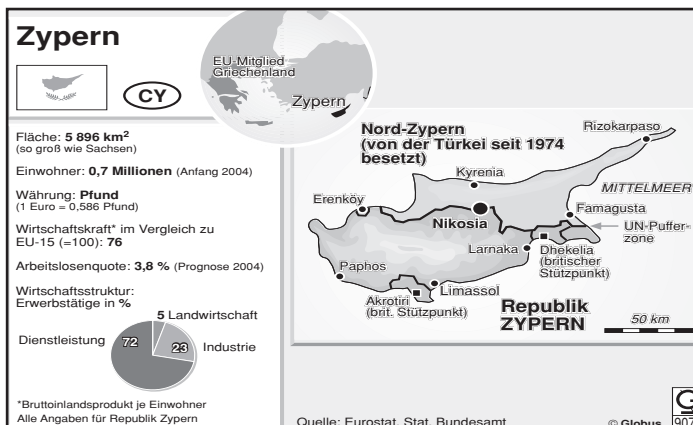 Zypern
CY
EU-Mitglied
Griechenland
Zypern
Fläche: 5 896 km²
(so groß wie Sachsen)
Einwohner: 0,7 Millionen (Anfang 2004)
Währung: Pfund
(1 Euro = 0,586 Pfund)
Wirtschaftskraft* im Vergleich zu
EU-15 (=100): 76
Arbeitslosenquote: 3,8 % (Prognose 2004)
Wirtschaftsstruktur:
Erwerbstätige in %
5 Landwirtschaft
Dienstleistung 72
23 Industrie
*Bruttoinlandsprodukt je Einwohner
Alle Angaben für Republik Zypern
Nord-Zypern
(von der Türkei seit 1974
besetzt)
Rizokarpaso
Kyrenia
MITTELMEER
Erenköy
Famagusta
Nikosia
UN-Puffer-
zone
Larnaka
Dhekelia
(britischer
Stützpunkt)
Paphos
Limassol
Akrotiri
(brit. Stützpunkt)
Republik
ZYPERN
50 km
Quelle: Eurostat, Stat. Bundesamt
© Globus